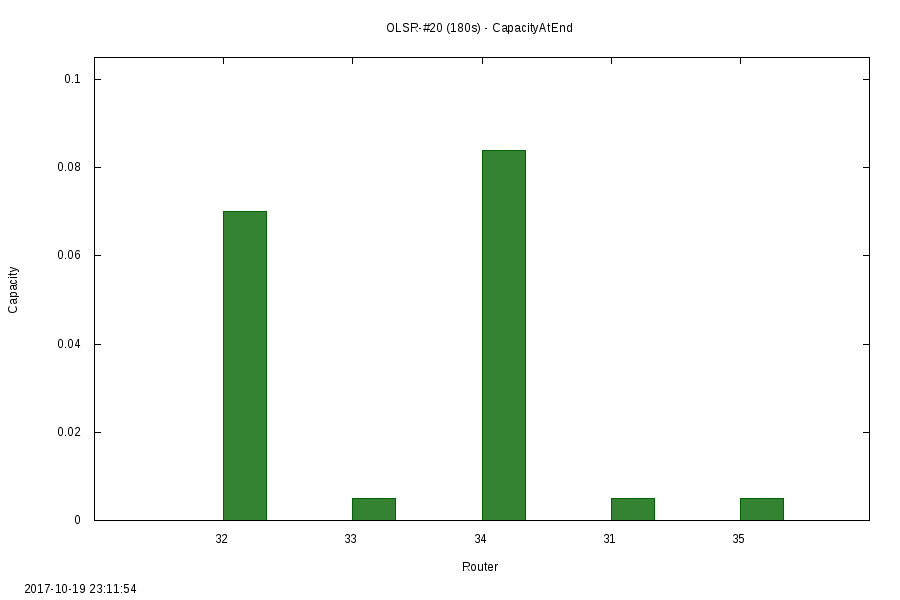 OLSR-#20 (180s) - CapacityAtEnd
0.1
0.08
0.06
0.04
0.02
0
Capacity
32 33 34 31 35
Router
2017-10-19 23:11:54